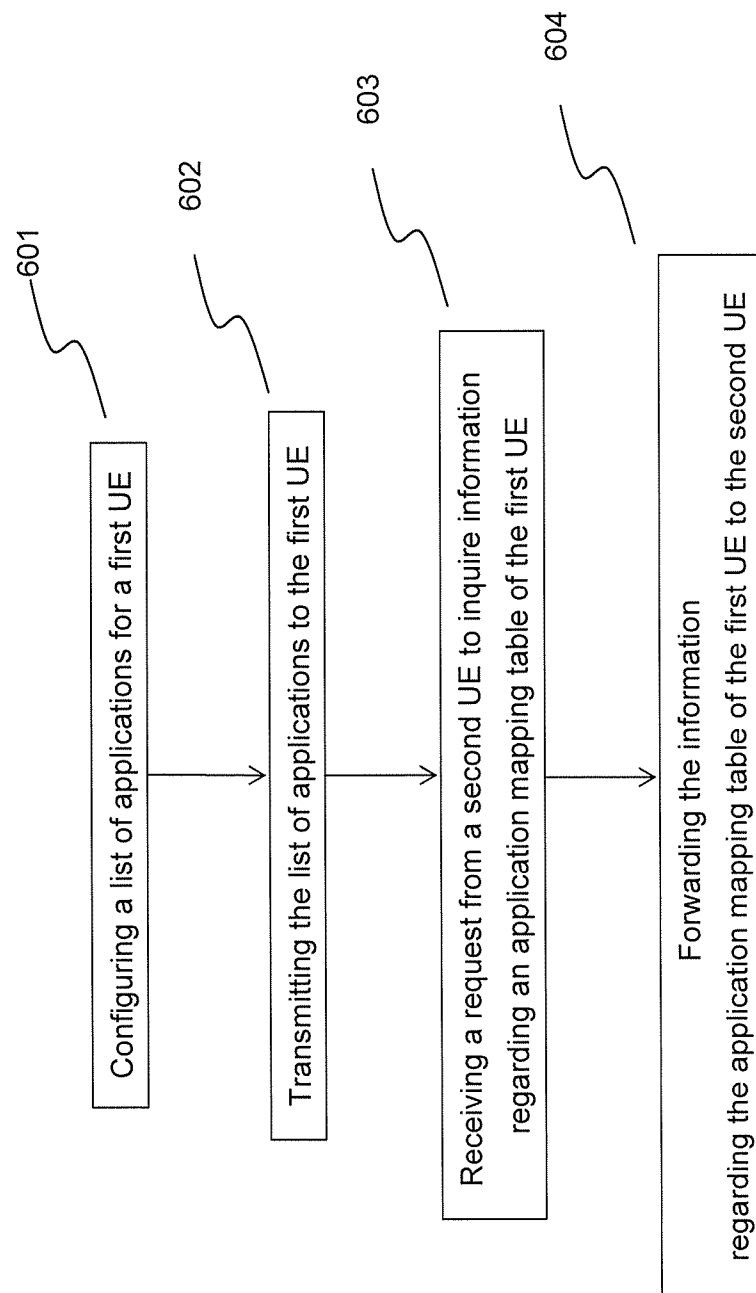 601
Configuring a list of applications for a first UE
602
Transmitting the list of applications to the first UE
603
Receiving a request from a second UE to inquire information
regarding an application mapping table of the first UE
604
Forwarding the information
regarding the application mapping table of the first UE to the second UE